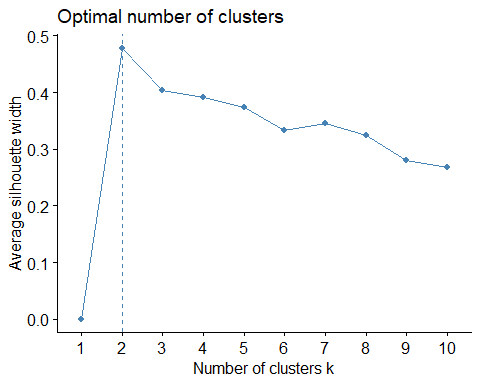 Optimal number of clusters
Average silhouette width
0.5
0.4
0.3
0.2
0.1
0.0
1 2 3 4 5 6 7 8 9 10
Number of clusters k